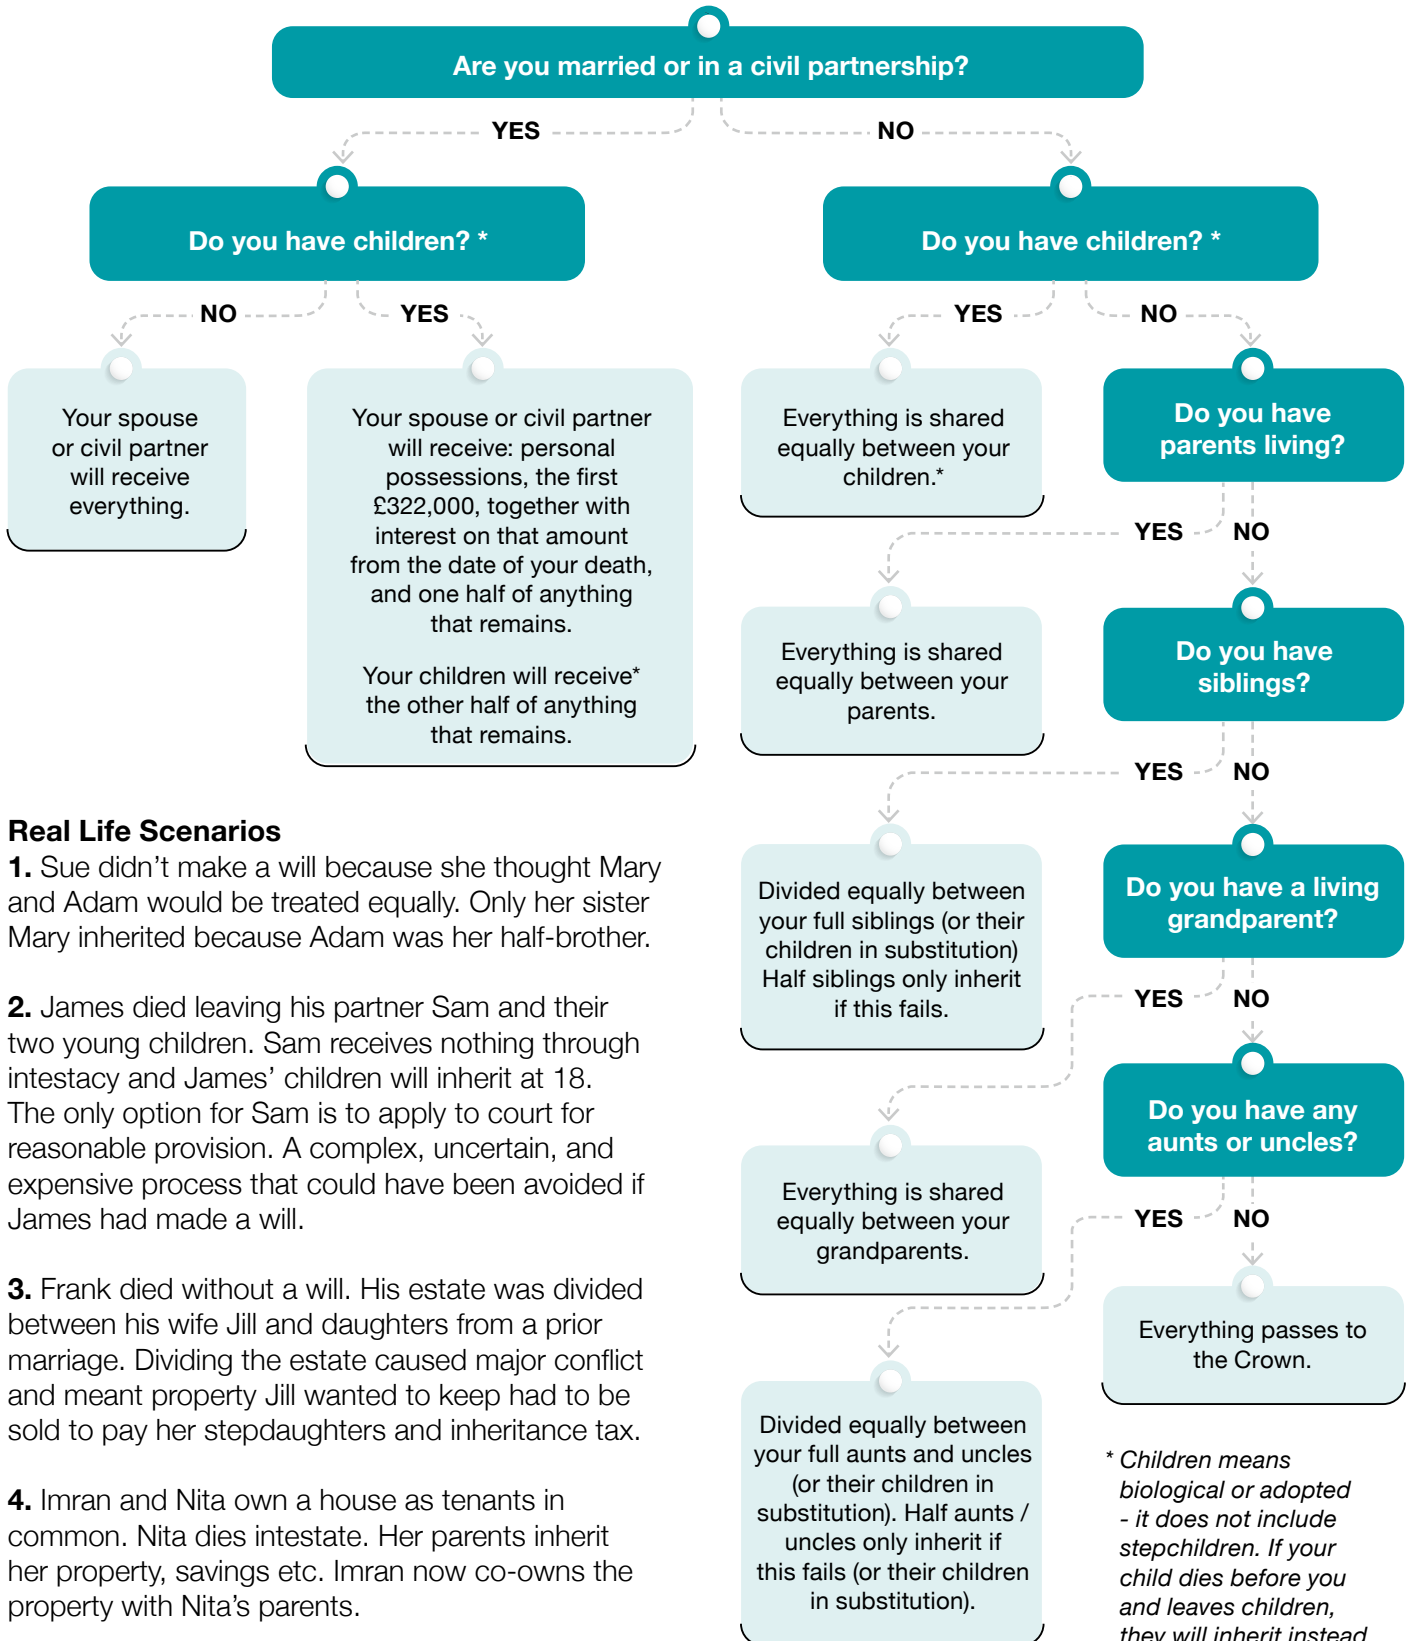 Are you married or in a civil partnership?
YES
NO
Do you have children? *
Do you have children? *
NO
YES
YES
NO
Your spouse
or civil partner
will receive
everything.
Your spouse or civil partner
will receive: personal
possessions, the first
£322,000, together with
interest on that amount
from the date of your death,
and one half of anything
that remains.
Your children will receive*
the other half of anything
that remains.
Everything is shared
equally between your
children.*
Do you have
parents living?
YES
NO
Everything is shared
equally between your
parents.
Do you have
siblings?
YES
NO
Divided equally between
your full siblings (or their
children in substitution)
Half siblings only inherit
if this fails.
Do you have a living
grandparent?
YES
NO
Everything is shared
equally between your
grandparents.
Do you have any
aunts or uncles?
YES
NO
Divided equally between
your full aunts and uncles
(or their children in
substitution). Half aunts /
uncles only inherit if
this fails (or their children
in substitution).
Everything passes to
the Crown.
* Children means
biological or adopted
- it does not include
stepchildren. If your
child dies before you
and leaves children,
they will inherit instead
Real Life Scenarios
1. Sue didn't make a will because she thought Mary
and Adam would be treated equally. Only her sister
Mary inherited because Adam was her half-brother.
2. James died leaving his partner Sam and their
two young children. Sam receives nothing through
intestacy and James' children will inherit at 18.
The only option for Sam is to apply to court for
reasonable provision. A complex, uncertain, and
expensive process that could have been avoided if
James had made a will.
3. Frank died without a will. His estate was divided
between his wife Jill and daughters from a prior
marriage. Dividing the estate caused major conflict
and meant property Jill wanted to keep had to be
sold to pay her stepdaughters and inheritance tax.
4. Imran and Nita own a house as tenants in
common. Nita dies intestate. Her parents inherit
her property, savings etc. Imran now co-owns the
property with Nita's parents.